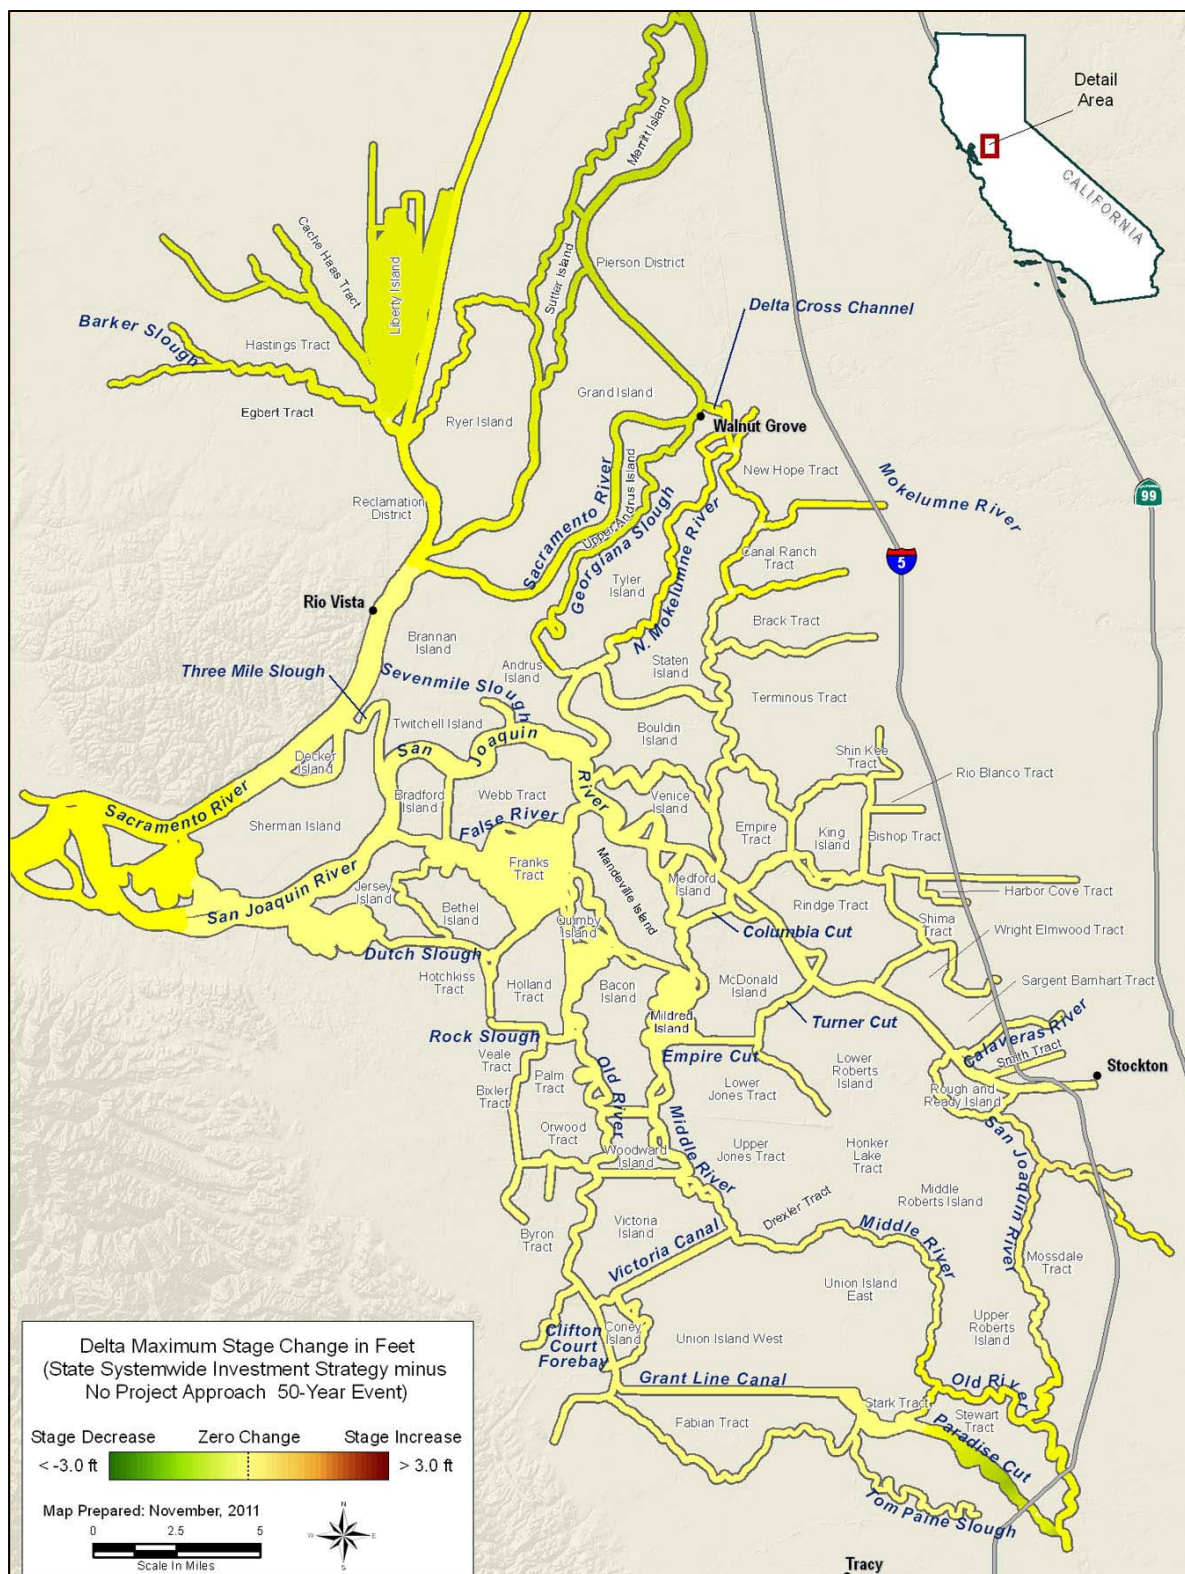 Detail
Area
CALIFORNIA
Merritt Island
Cache Haas Tract
Liberty Island
Sutter Island
Pierson District
Delta Cross Channel
Barker Slough
Hastings Tract
Egbert Tract
Ryer Island
Grand Island
Walnut Grove
New Hope Tract
Mokelumne River
99
5
Reclamation
District
Sacramento River
Upper Andrus Island
Georgiana Slough
N. Mokelumne River
Canal Ranch
Tract
Tyler
Island
Rio Vista
Brack Tract
Brannan
Island
Three Mile Slough
Sevenmile Slough
Andrus
Island
Staten
Island
Terminous Tract
Twitchell Island
Bouldin
Island
San Joaquin River
Shin Kee
Tract
Rio Blanco Tract
Decker
Island
Sacramento River
Sherman Island
Bradford
Island
Webb Tract
False River
Venice
Island
Empire
Tract
King
Island
Bishop Tract
Franks
Tract
Mandeville Island
Medford
Island
Harbor Cove Tract
San Joaquin River
Jersey
Island
Bethel
Island
Quimby
Island
Rindge Tract
Shima
Tract
Columbia Cut
Wright Elmwood Tract
Dutch Slough
Hotchkiss
Tract
Holland
Tract
Bacon
Island
McDonald
Island
Sargent Barnhart Tract
Mildred
Island
Turner Cut
Rock Slough
Empire Cut
Calaveras River
Smith Tract
Stockton
Veale
Tract
Palm
Tract
Old River
Lower
Roberts
Island
Bixler
Tract
Lower
Jones Tract
Rough and
Ready Island
Orwood
Tract
Woodward
Island
Middle River
Upper
Jones Tract
Honker
Lake
Tract
San Joaquin River
Middle
Roberts Island
Drexler Tract
Byron
Tract
Victoria
Island
Victoria Canal
Middle River
Mossdale
Tract
Union Island
East
Upper
Roberts
Island
Clifton
Court
Forebay
Coney
Island
Union Island West
Grant Line Canal
Old River
Stark Tract
Stewart
Tract
Fabian Tract
Paradise Cut
Tom Paine Slough
Tracy
Delta Maximum Stage Change in Feet
(State Systemwide Investment Strategy minus
No Project Approach 50-Year Event)
Stage Decrease Zero Change Stage Increase
< -3.0 ft > 3.0 ft
Map Prepared: November, 2011
0 2.5 5
Scale In Miles
N
W E
S